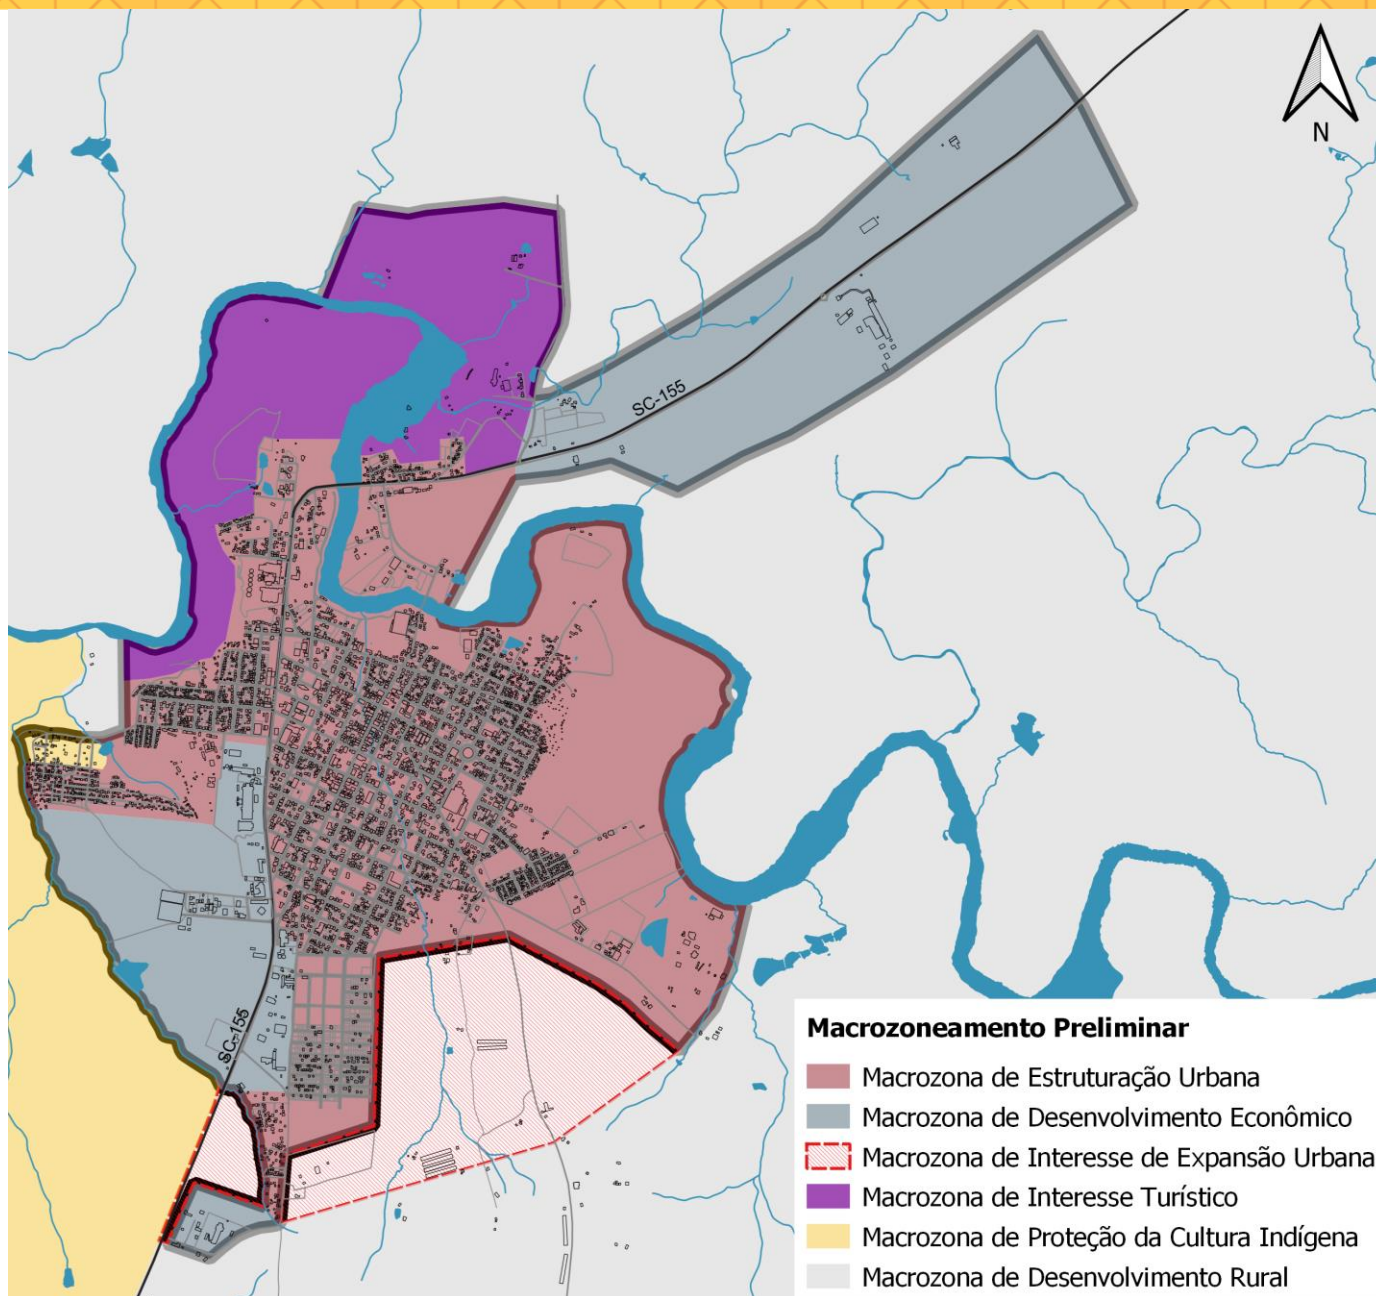 N
SC-155
SC-155
Macrozoneamento Preliminar
Macrozona de Estruturação Urbana
Macrozona de Desenvolvimento Econômico
Macrozona de Interesse de Expansão Urbana
Macrozona de Interesse Turístico
Macrozona de Proteção da Cultura Indígena
Macrozona de Desenvolvimento Rural